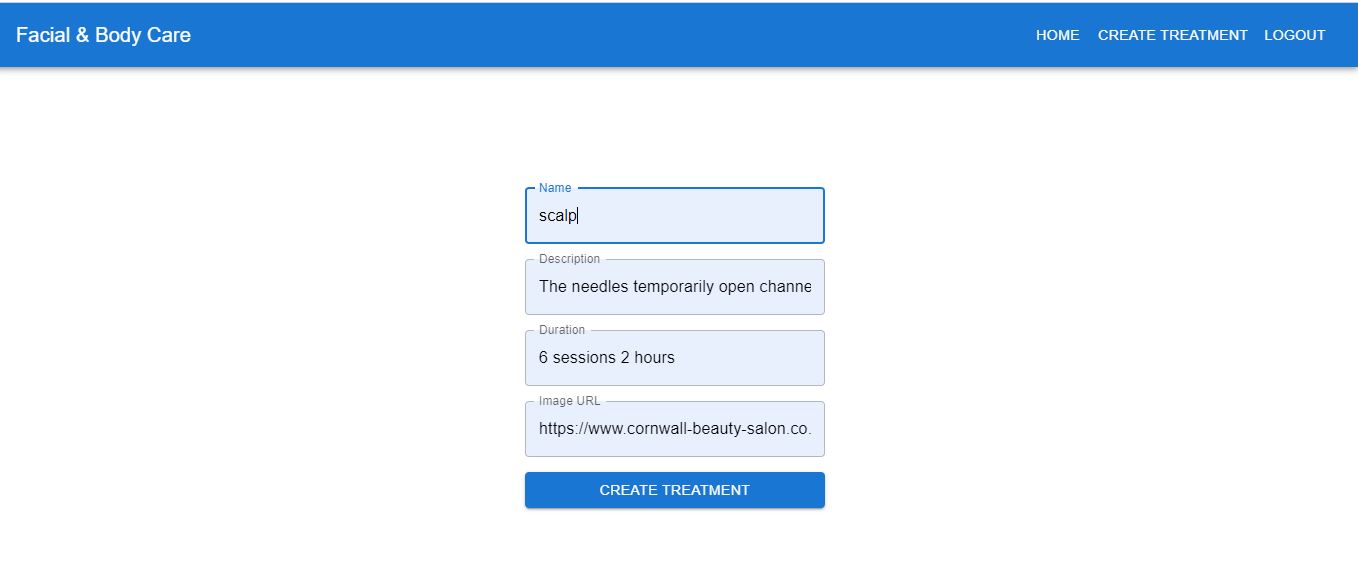 Facial & Body Care
HOME
CREATE TREATMENT
LOGOUT
Name
scalp
Description
The needles temporarily open channe
Duration
6 sessions 2 hours
Image URL
https://www.cornwall-beauty-salon.co.
CREATE TREATMENT